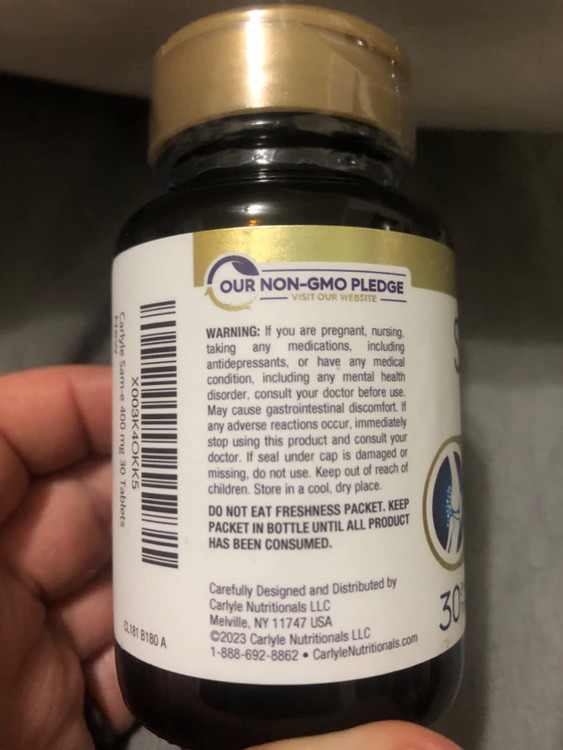 OUR NON-GMO PLEDGE
VISIT OUR WEBSITE
WARNING: If you are pregnant, nursing,
taking any medications, including
antidepressants, or have any medical
condition, including any mental health
disorder, consult your doctor before use.
May cause gastrointestinal discomfort. If
any adverse reactions occur, immediately
stop using this product and consult your
doctor. If seal under cap is damaged or
missing, do not use. Keep out of reach of
children. Store in a cool, dry place.
DO NOT EAT FRESHNESS PACKET. KEEP
PACKET IN BOTTLE UNTIL ALL PRODUCT
HAS BEEN CONSUMED.
Carefully Designed and Distributed by
Carlyle Nutritionals LLC
Melville, NY 11747 USA
©2023 Carlyle Nutritionals LLC
1-888-692-8862 • CarlyleNutritionals.com
X003K4OKK5
Carlyle Sam-e 400 mg 30 Tablets
New
CL181 B180 A
S
30